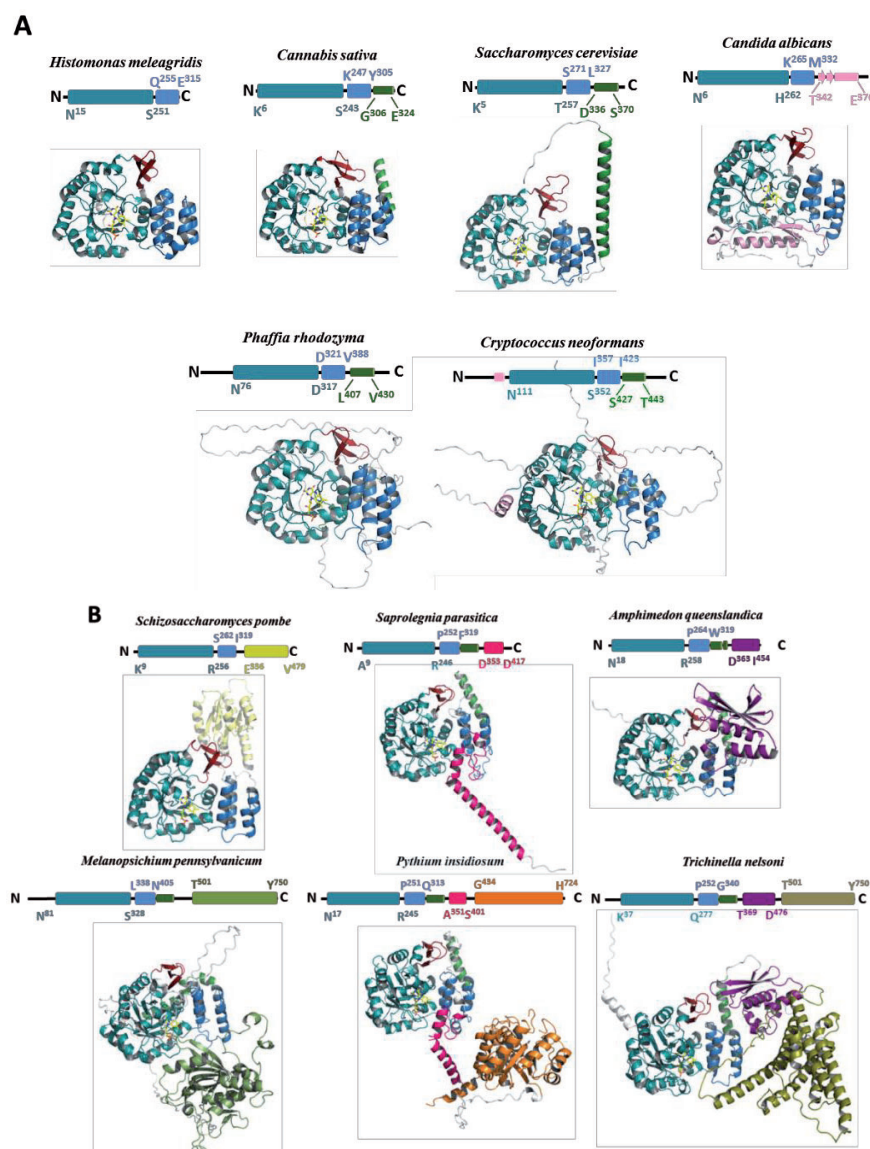 A
Histomonas meleagridis
Q²⁵⁵ E³¹⁵
N C
N¹⁵ S²⁵¹
Cannabis sativa
K²⁴⁷ Y³⁰⁵
N C
K⁶ S²⁴³ G³⁰⁶ E³²⁴
Saccharomyces cerevisiae
S²⁷¹ L³²⁷
N C
K⁵ T²⁵⁷ D³³⁶ S³⁷⁰
Candida albicans
K²⁶⁵ M³³²
N C
N⁶ H²⁶² T³⁴² E³⁷⁶
Phaffia rhodozyma
D³²¹ V³⁸⁸
N C
N⁷⁶ D³¹⁷ L⁴⁰⁷ V⁴³⁰
Cryptococcus neoformans
I³⁵⁷ I⁴²³
N C
N¹¹¹ S³⁵² S⁴²⁷ T⁴⁴³
B
Schizosaccharomyces pombe
S²⁶² I³¹⁹
N C
K⁹ R²⁵⁶ E³³⁶ V⁴⁷⁹
Saprolegnia parasitica
P²⁵² F³¹⁹
N C
A⁹ R²⁴⁶ D³⁵³ D⁴¹⁷
Amphimedon queenslandica
P²⁶⁴ W³¹⁹
N C
N¹⁸ R²⁵⁸ D³⁶³ I⁴⁵⁴
Melanopsichium pennsylvanicum
L³³⁸ N⁴⁰⁵ T⁵⁰¹ Y⁷⁵⁰
N C
N⁸¹ S³²⁸
Pythium insidiosum
P²⁵¹ Q³¹³ G⁴³⁴ H⁷²⁴
N C
N¹⁷ R²⁴⁵ A³⁵¹ S⁴⁰¹
Trichinella nelsoni
P²⁵² G³⁴⁰ T⁵⁰¹ Y⁷⁵⁰
N C
K³⁷ Q²⁷⁷ T³⁶⁹ D⁴⁷⁶